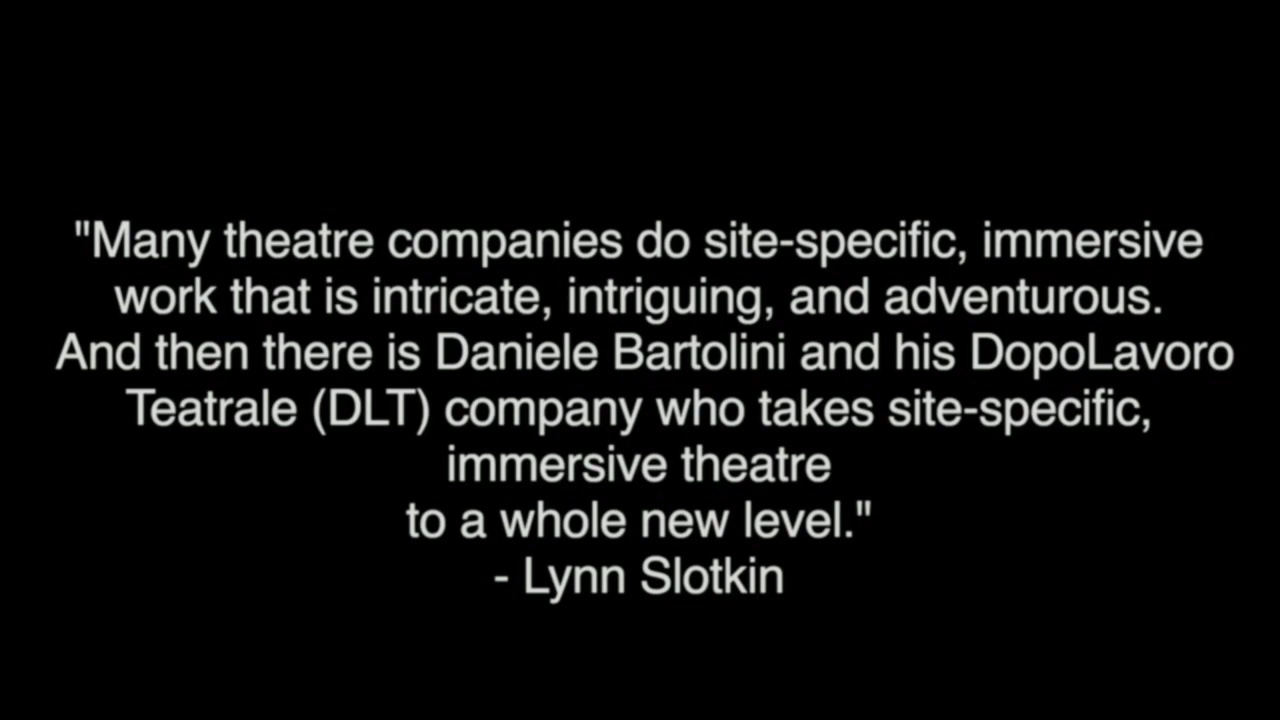 "Many theatre companies do site-specific, immersive
work that is intricate, intriguing, and adventurous.
And then there is Daniele Bartolini and his DopoLavoro
Teatrale (DLT) company who takes site-specific,
immersive theatre
to a whole new level."
- Lynn Slotkin